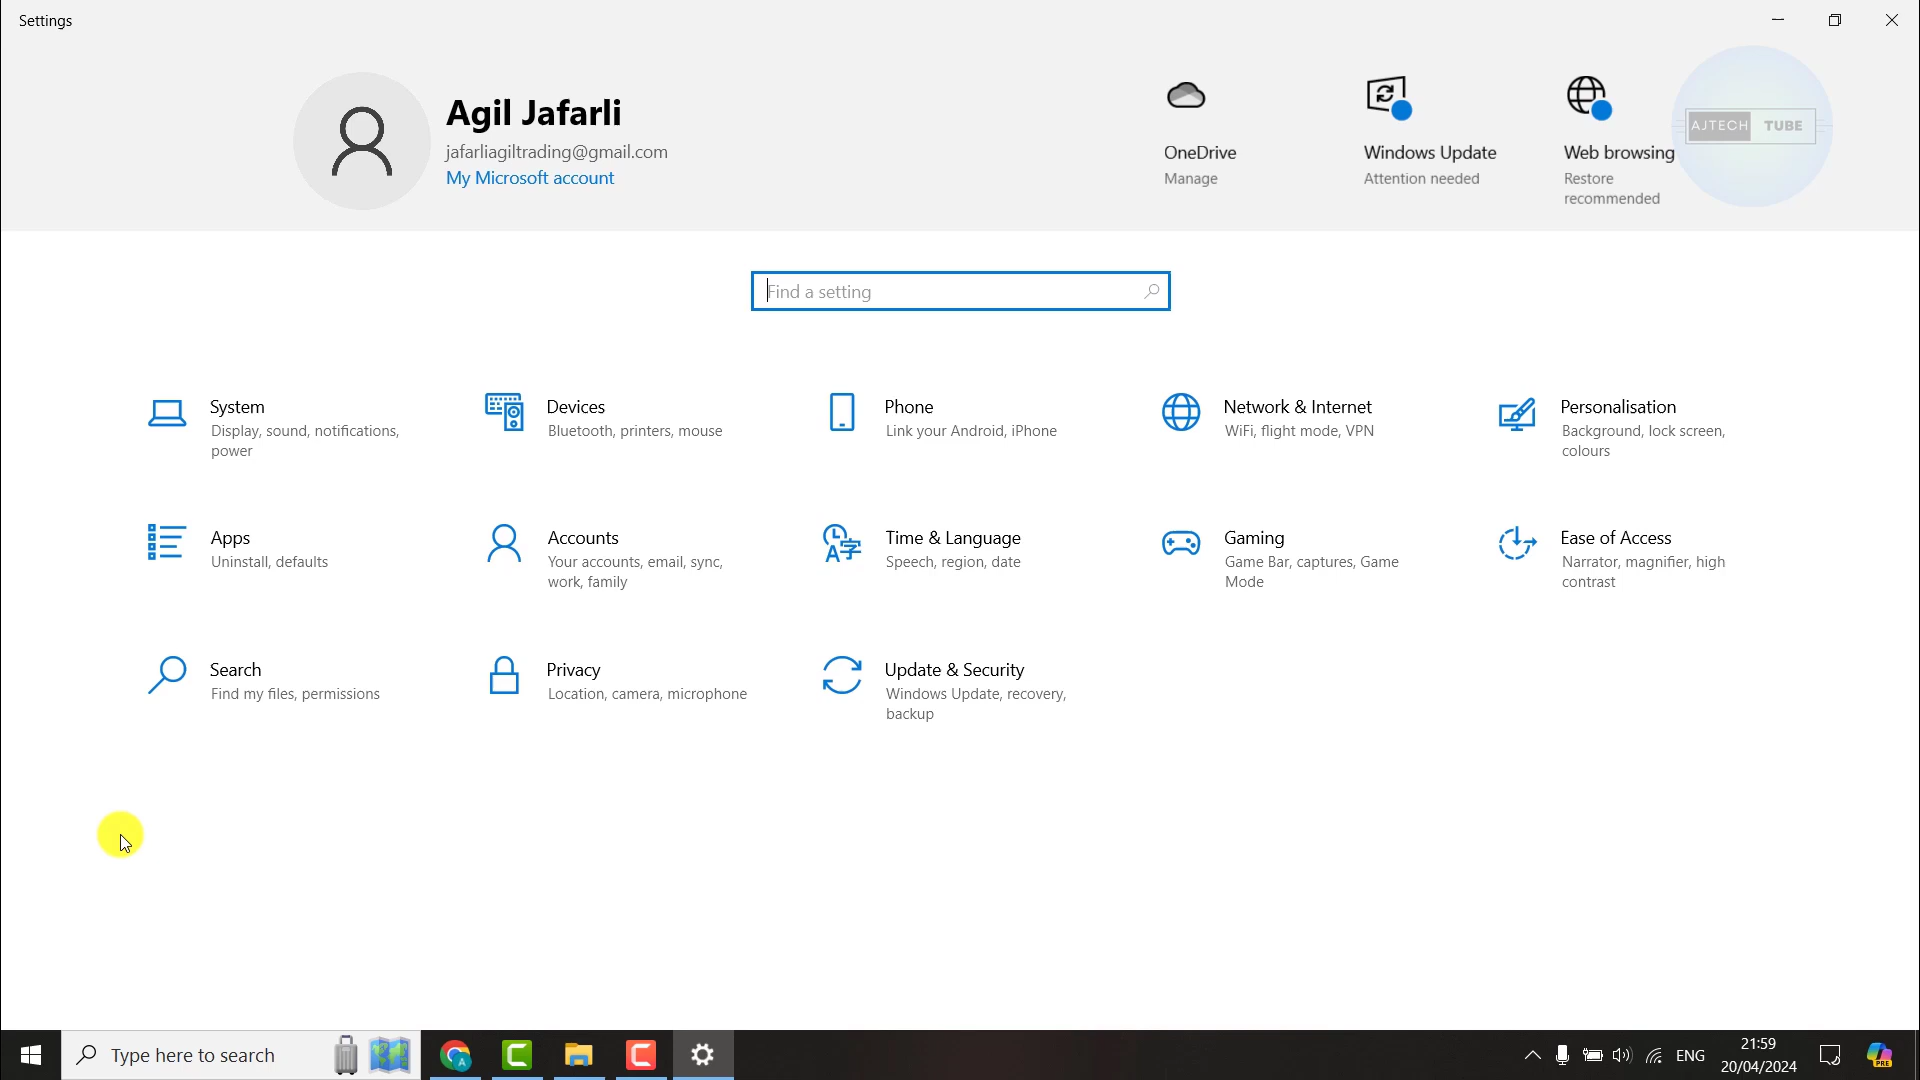 Settings
Agil Jafarli
jafarliagiltrading@gmail.com
My Microsoft account
OneDrive
Manage
Windows Update
Attention needed
Web browsing
Restore
recommended
AJTECH TUBE
Find a setting
System
Display, sound, notifications,
power
Devices
Bluetooth, printers, mouse
Phone
Link your Android, iPhone
Network & Internet
WiFi, flight mode, VPN
Personalisation
Background, lock screen,
colours
Apps
Uninstall, defaults
Accounts
Your accounts, email, sync,
work, family
Time & Language
Speech, region, date
Gaming
Game Bar, captures, Game
Mode
Ease of Access
Narrator, magnifier, high
contrast
Search
Find my files, permissions
Privacy
Location, camera, microphone
Update & Security
Windows Update, recovery,
backup
Type here to search
A
ENG
21:59
20/04/2024
PRE